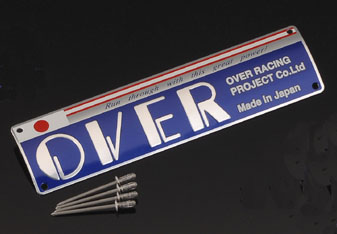 Run through with this great power!
OVER
OVER RACING
PROJECT Co.Ltd
Made in Japan